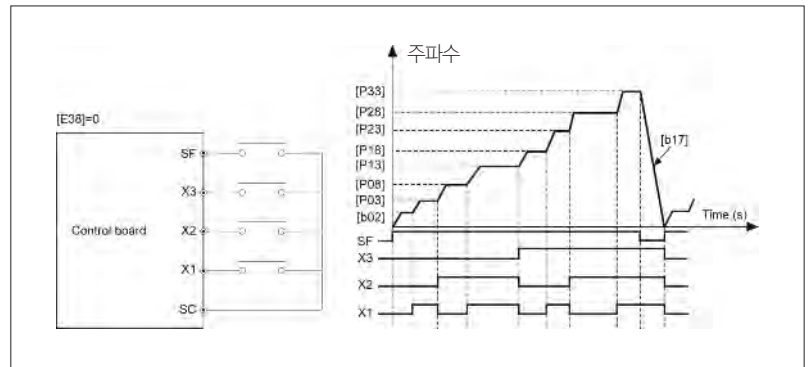 [E38]=0
SF
X3
Control board
X2
X1
SC
주파수
[P33]
[P28]
[P23]
[P18]
[P13]
[P08]
[P03]
[b02]
[b17]
Time (s)
SF
X3
X2
X1